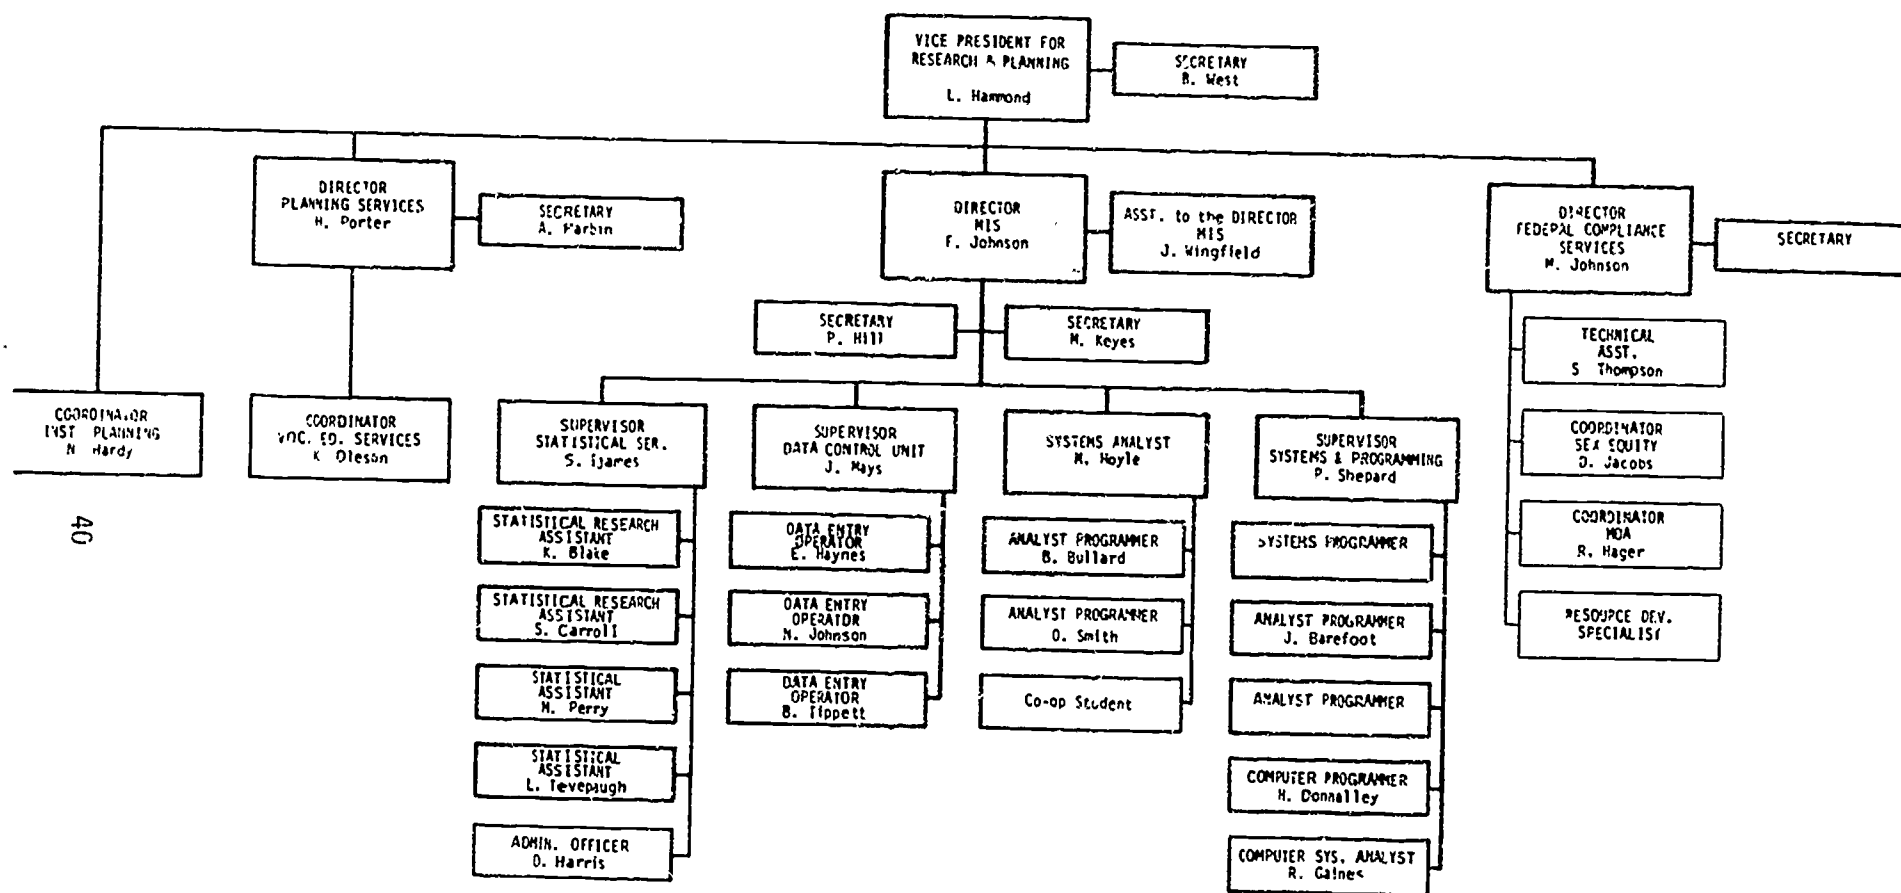 VICE PRESIDENT FOR
RESEARCH & PLANNING
L. Hammond
SECRETARY
B. West
DIRECTOR
PLANNING SERVICES
H. Porter
SECRETARY
A.
DIRECTOR
MIS
F. Johnson
ASST. to the DIRECTOR
MIS
J. Wingfield
DIRECTOR
FEDERAL COMPLIANCE
SERVICES
M. Johnson
SECRETARY
SECRETARY
P. Hill
SECRETARY
M. Keyes
TECHNICAL
ASST.
S Thompson
COORDINATOR
SEX EQUITY
D. Jacobs
COORDINATOR
MOA
R. Hager
RESOURCE DEV.
SPECIALIST
COORDINATOR
INST PLANNING
N. Hardy
COORDINATOR
VOC. ED. SERVICES
K. Oleson
SUPERVISOR
STATISTICAL SER.
S. Ijames
SUPERVISOR
DATA CONTROL UNIT
J. Mays
SYSTEMS ANALYST
M. Hoyle
SUPERVISOR
SYSTEMS & PROGRAMMING
P. Shepard
STATISTICAL RESEARCH
ASSISTANT
K. Blake
STATISTICAL RESEARCH
ASSISTANT
S. Carroll
STATISTICAL
ASSISTANT
M. Perry
STATISTICAL
ASSISTANT
L. Tevepaugh
ADMIN. OFFICER
D. Harris
DATA ENTRY
OPERATOR
E. Haynes
DATA ENTRY
OPERATOR
N. Johnson
DATA ENTRY
OPERATOR
B. Tippett
ANALYST PROGRAMMER
B. Bullard
ANALYST PROGRAMMER
O. Smith
Co-op Student
SYSTEMS PROGRAMMER
ANALYST PROGRAMMER
J. Barefoot
ANALYST PROGRAMMER
COMPUTER PROGRAMMER
H. Donnalley
COMPUTER SYS. ANALYST
R. Gaines
40